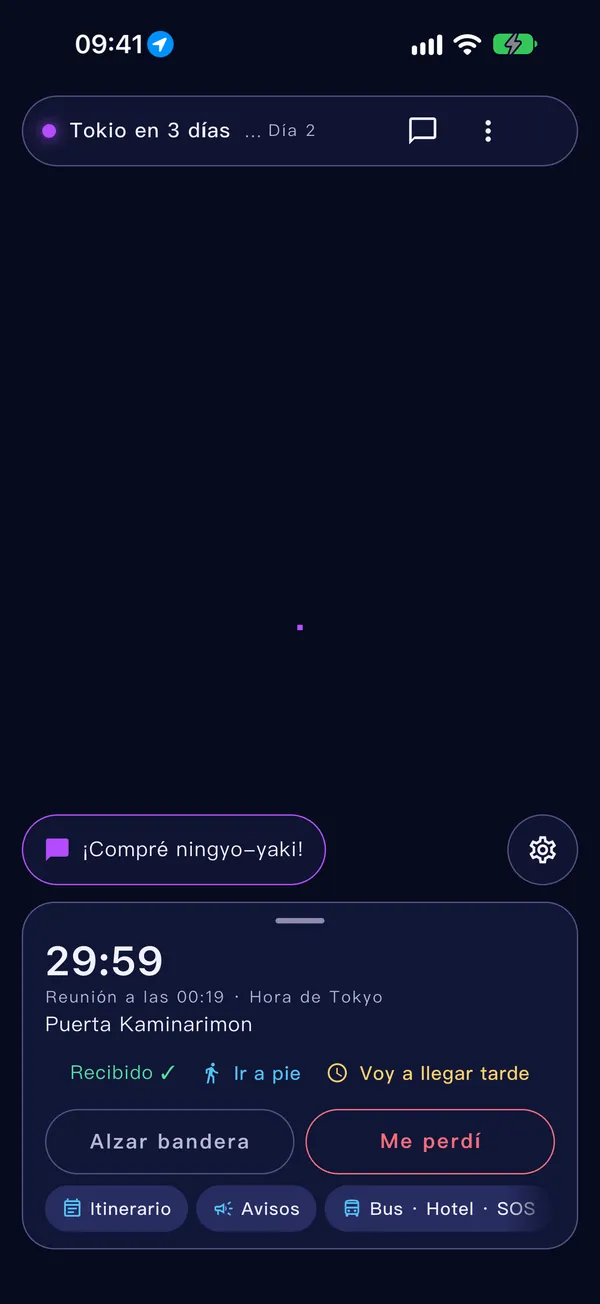 09:41
Tokio en 3 días ... Día 2
¡Compré ningyo-yaki!
29:59
Reunión a las 00:19 · Hora de Tokyo
Puerta Kaminarimon
Recibido ✓ Ir a pie Voy a llegar tarde
Alzar bandera Me perdí
Itinerario Avisos Bus · Hotel · SOS